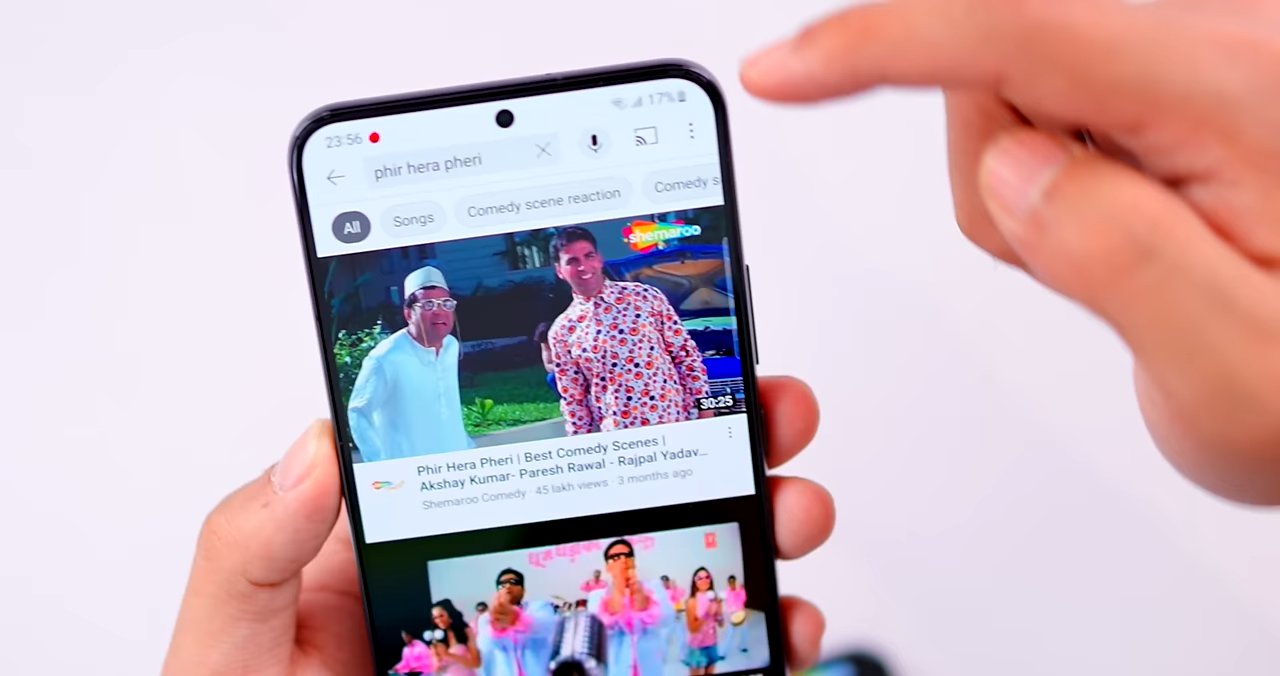 23:56
17%
phir hera pheri
All
Songs
Comedy scene reaction
Comedy s
shemaroo
30:25
Phir Hera Pheri | Best Comedy Scenes |
Akshay Kumar- Paresh Rawal - Rajpal Yadav...
Shemaroo Comedy · 45 lakh views · 3 months ago